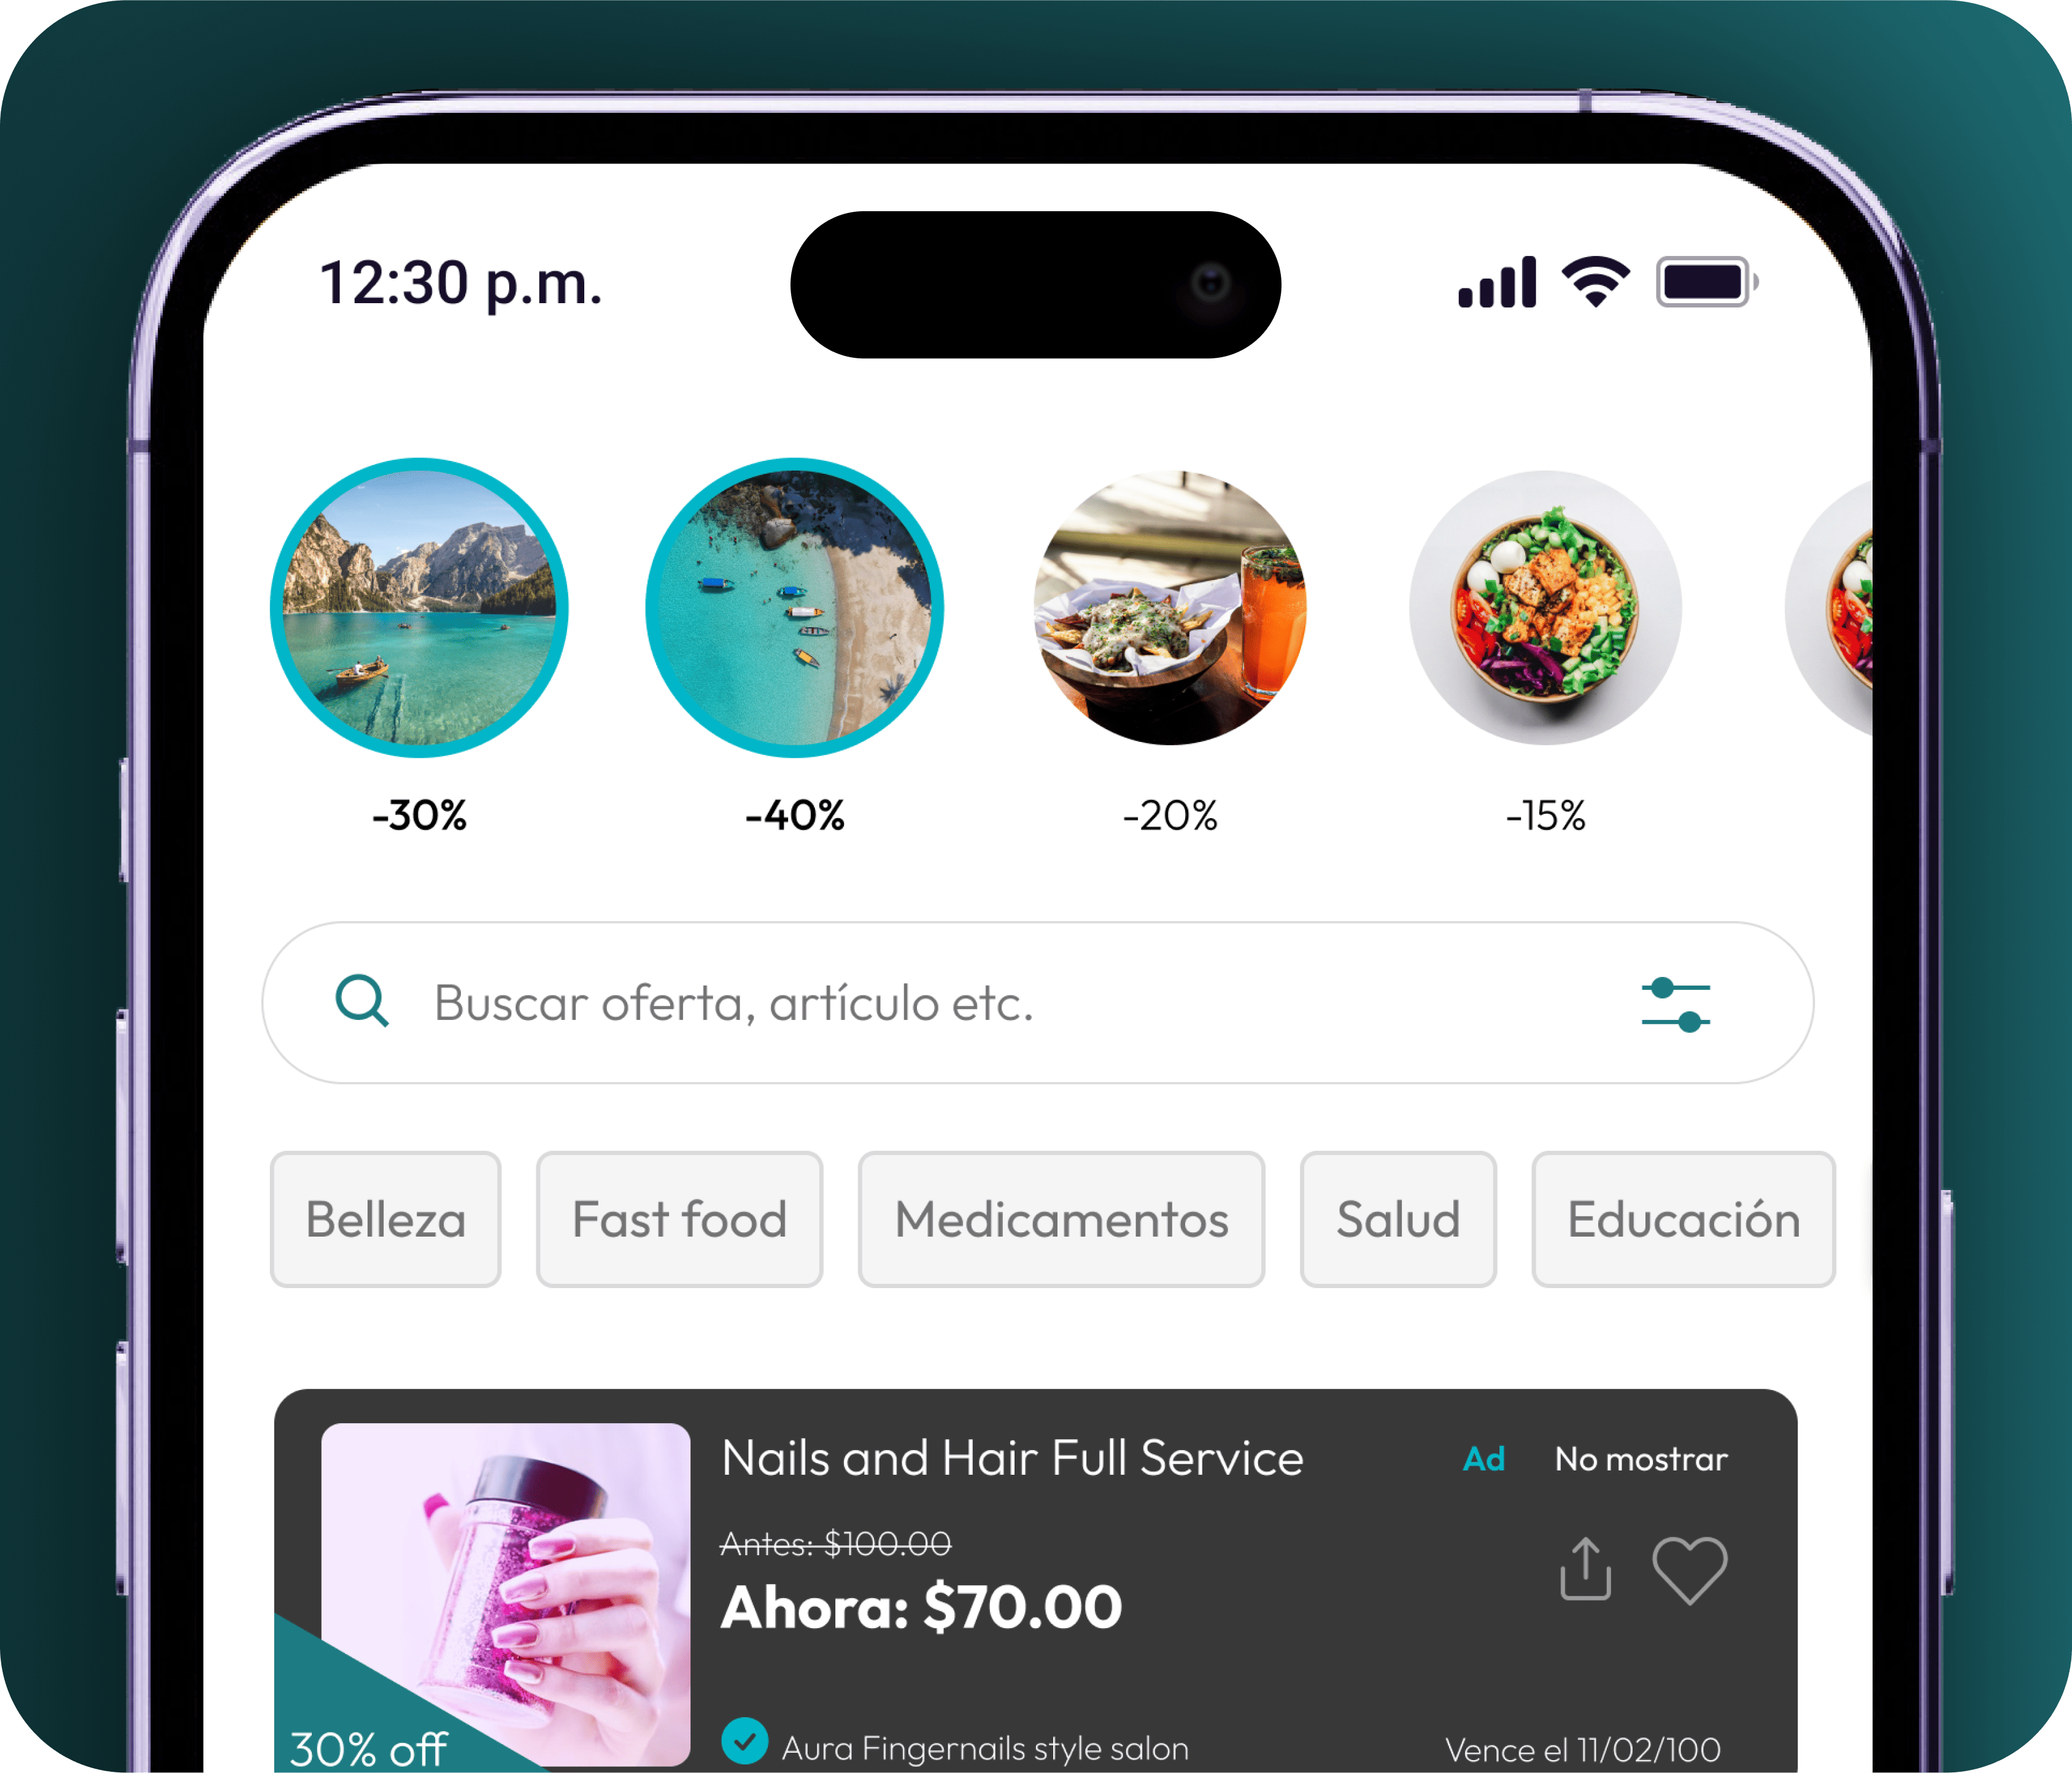 12:30 p.m.
-30% -40% -20% -15%
Buscar oferta, artículo etc.
Belleza Fast food Medicamentos Salud Educación
Nails and Hair Full Service Ad No mostrar
Antes: $100.00
Ahora: $70.00
30% off Aura Fingernails style salon Vence el 11/02/100